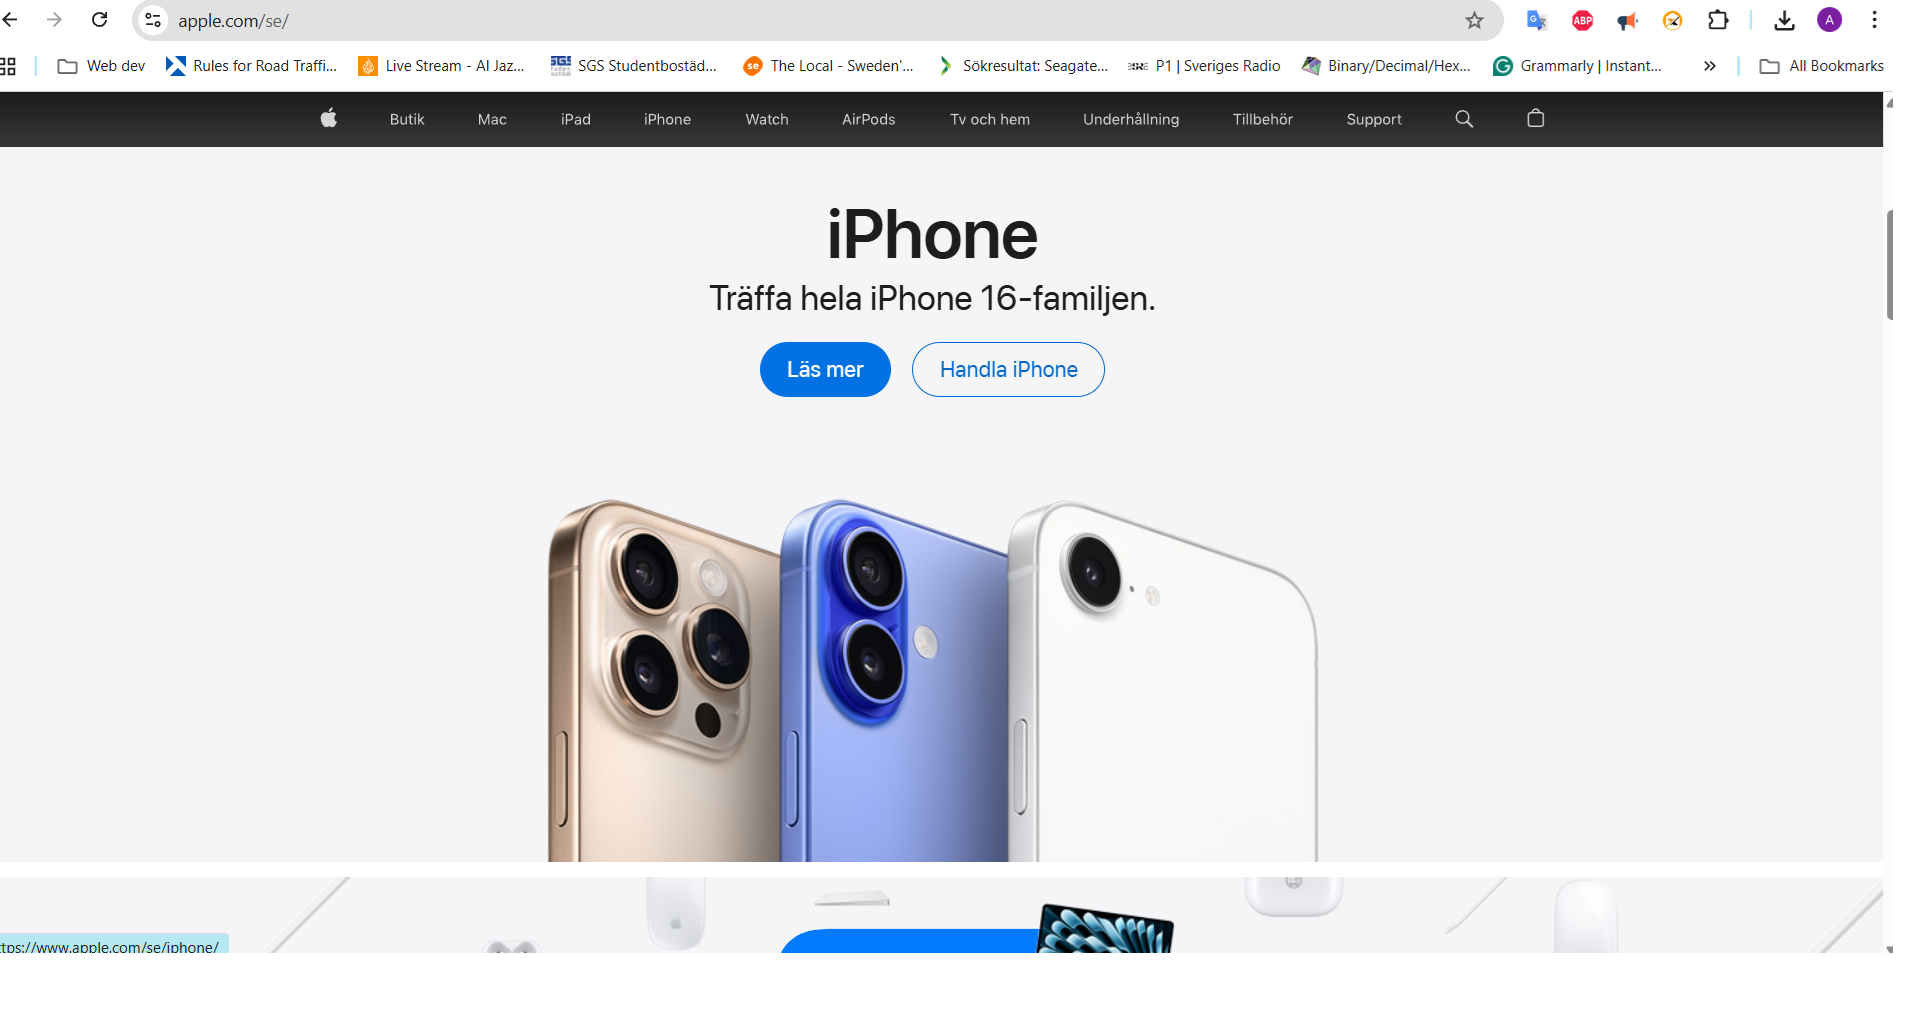 apple.com/se/
A
Web dev
Rules for Road Traffi...
Live Stream - Al Jaz...
SGS Studentbostäd...
The Local - Sweden'...
Sökresultat: Seagate...
P1 | Sveriges Radio
Binary/Decimal/Hex...
Grammarly | Instant...
All Bookmarks
Butik Mac iPad iPhone Watch AirPods Tv och hem Underhållning Tillbehör Support
iPhone
Träffa hela iPhone 16-familjen.
Läs mer
Handla iPhone
ttps://www.apple.com/se/iphone/